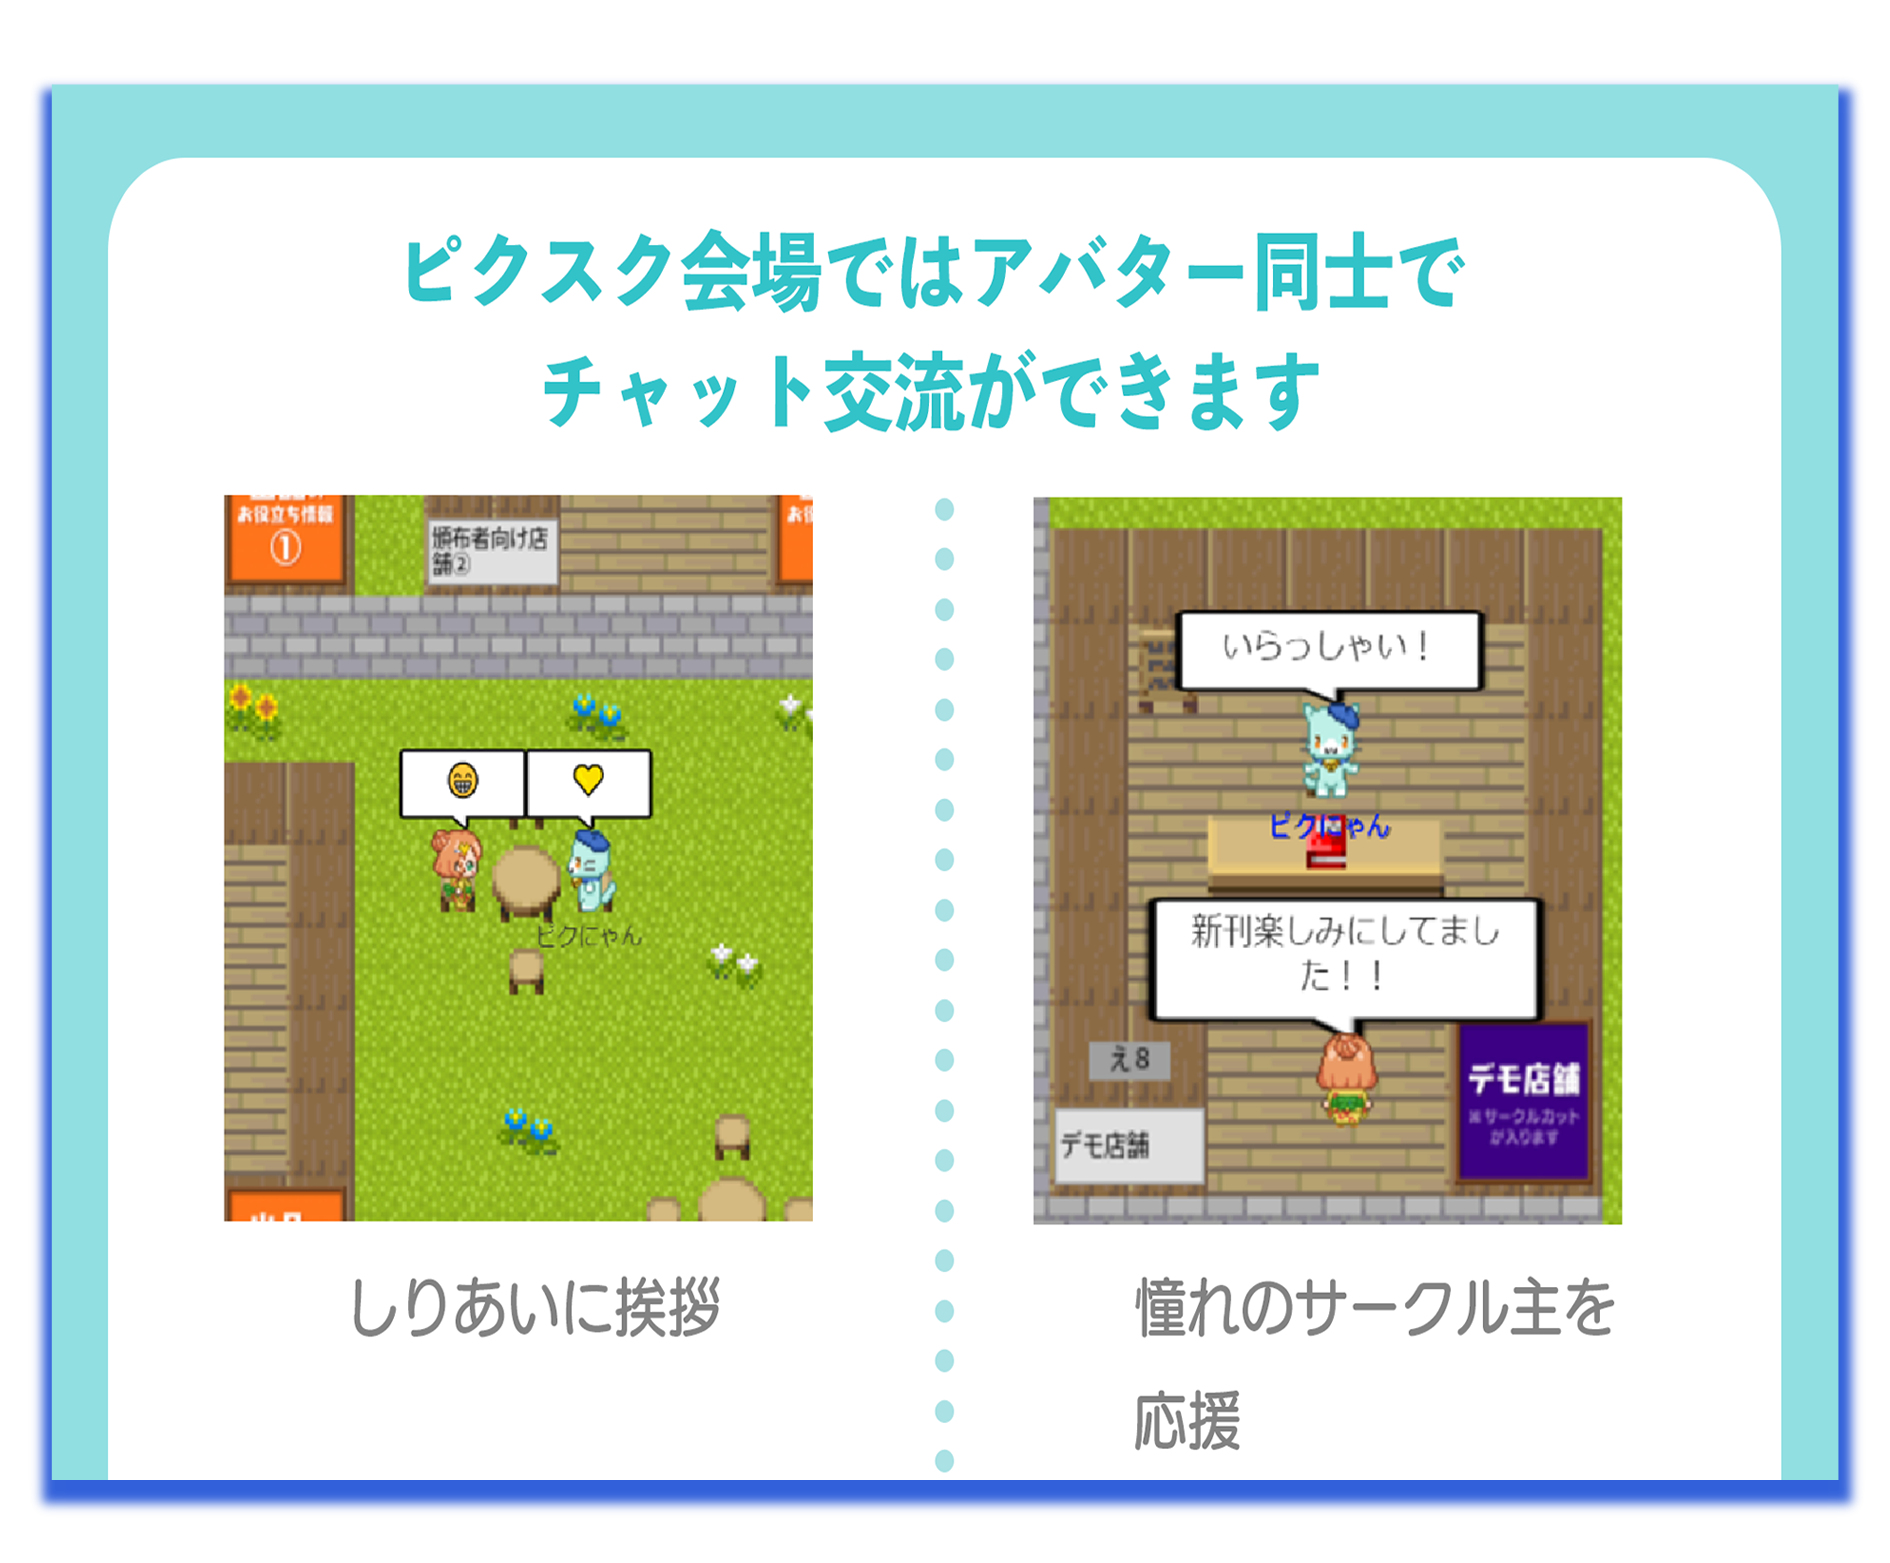 ピクスク会場ではアバター同士で
チャット交流ができます
お役立ち情報
①
頒布者向け店
舗②
お役
ピクにゃん
しりあいに挨拶
いらっしゃい！
ピクにゃん
新刊楽しみにしてまし
た！！
え8
デモ店舗
デモ店舗
※サークルカット
が入ります
憧れのサークル主を
応援